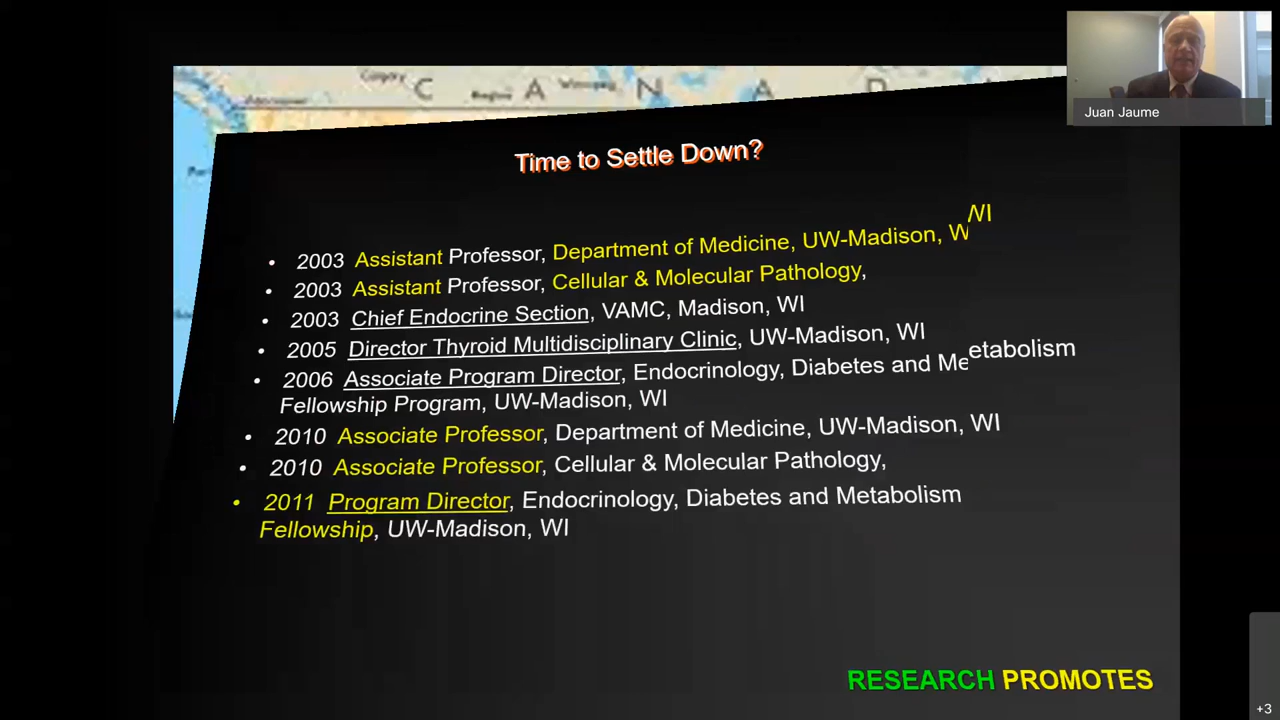 Juan Jaume
Calgary
C A N A D
Regina
Winnipeg
Vancouver
Time to Settle Down?
• 2003 Assistant Professor, Department of Medicine, UW-Madison, WI
• 2003 Assistant Professor, Cellular & Molecular Pathology,
• 2003 Chief Endocrine Section, VAMC, Madison, WI
• 2005 Director Thyroid Multidisciplinary Clinic, UW-Madison, WI
• 2006 Associate Program Director, Endocrinology, Diabetes and Metabolism
Fellowship Program, UW-Madison, WI
• 2010 Associate Professor, Department of Medicine, UW-Madison, WI
• 2010 Associate Professor, Cellular & Molecular Pathology,
• 2011 Program Director, Endocrinology, Diabetes and Metabolism
Fellowship, UW-Madison, WI
RESEARCH PROMOTES
+3